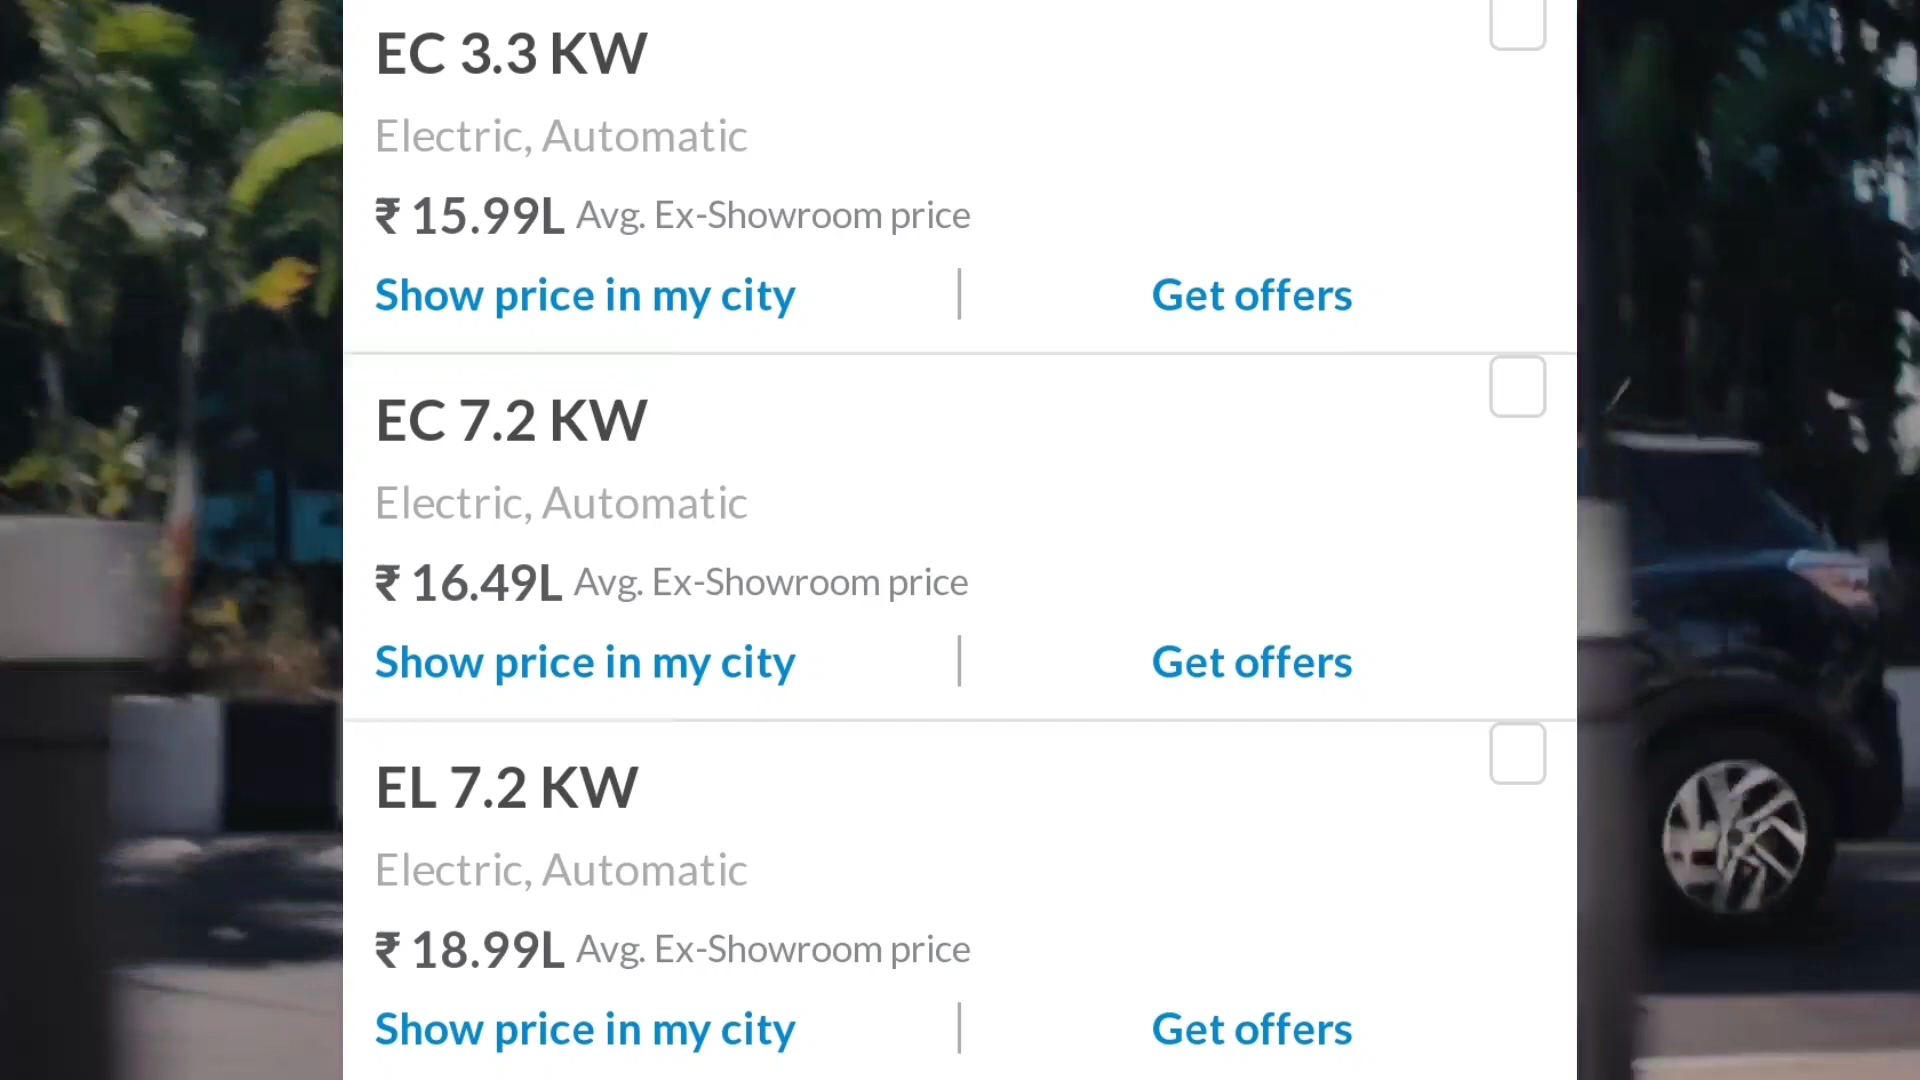 EC 3.3 KW
Electric, Automatic
₹ 15.99L Avg. Ex-Showroom price
Show price in my city | Get offers
EC 7.2 KW
Electric, Automatic
₹ 16.49L Avg. Ex-Showroom price
Show price in my city | Get offers
EL 7.2 KW
Electric, Automatic
₹ 18.99L Avg. Ex-Showroom price
Show price in my city | Get offers